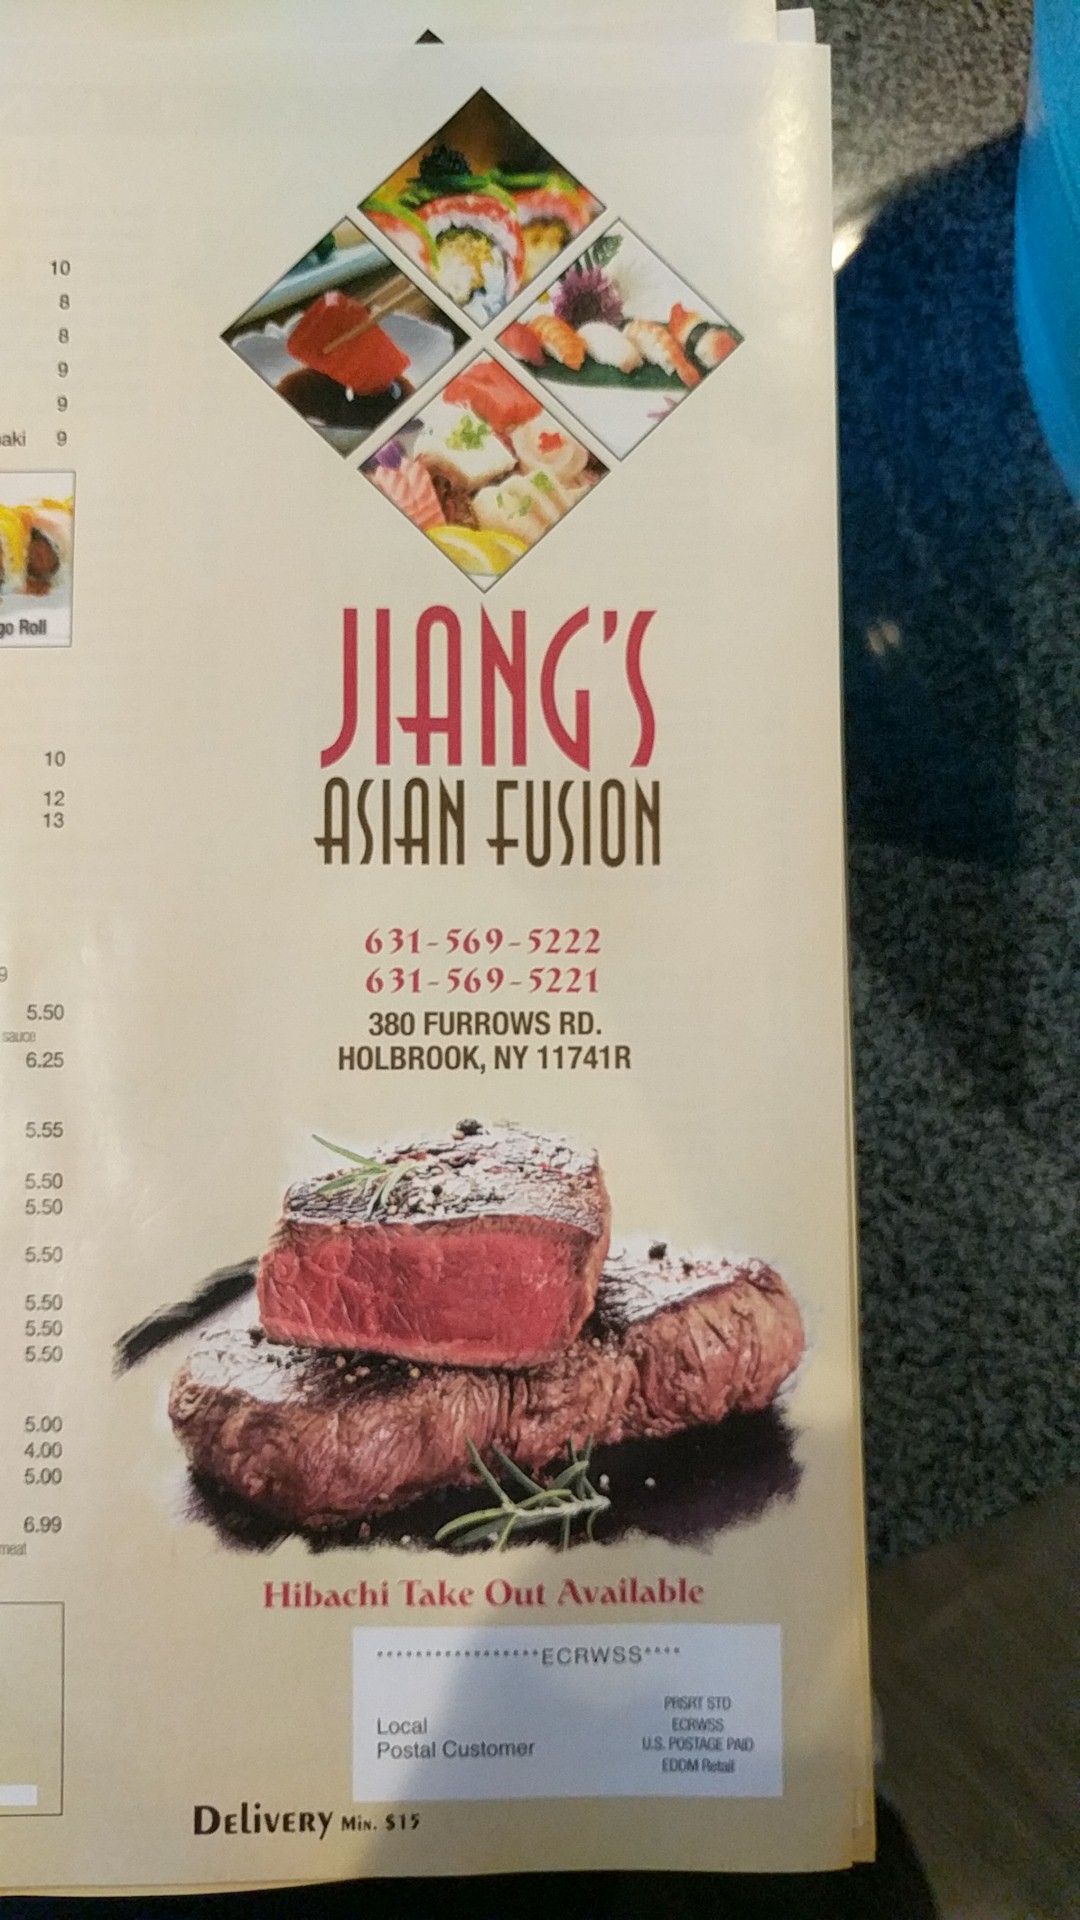 10
8
8
9
9
aki 9
go Roll
10
12
13
9
5.50
sauce
6.25
5.55
5.50
5.50
5.50
5.50
5.50
5.50
5.00
4.00
5.00
6.99
meat
JIANG'S
ASIAN FUSION
631-569-5222
631-569-5221
380 FURROWS RD.
HOLBROOK, NY 11741R
Hibachi Take Out Available
******************ECRWSS****
Local
Postal Customer
PRSRT STD
ECRWSS
U.S. POSTAGE PAID
EDDM Retail
DELIVERY MIN. $15